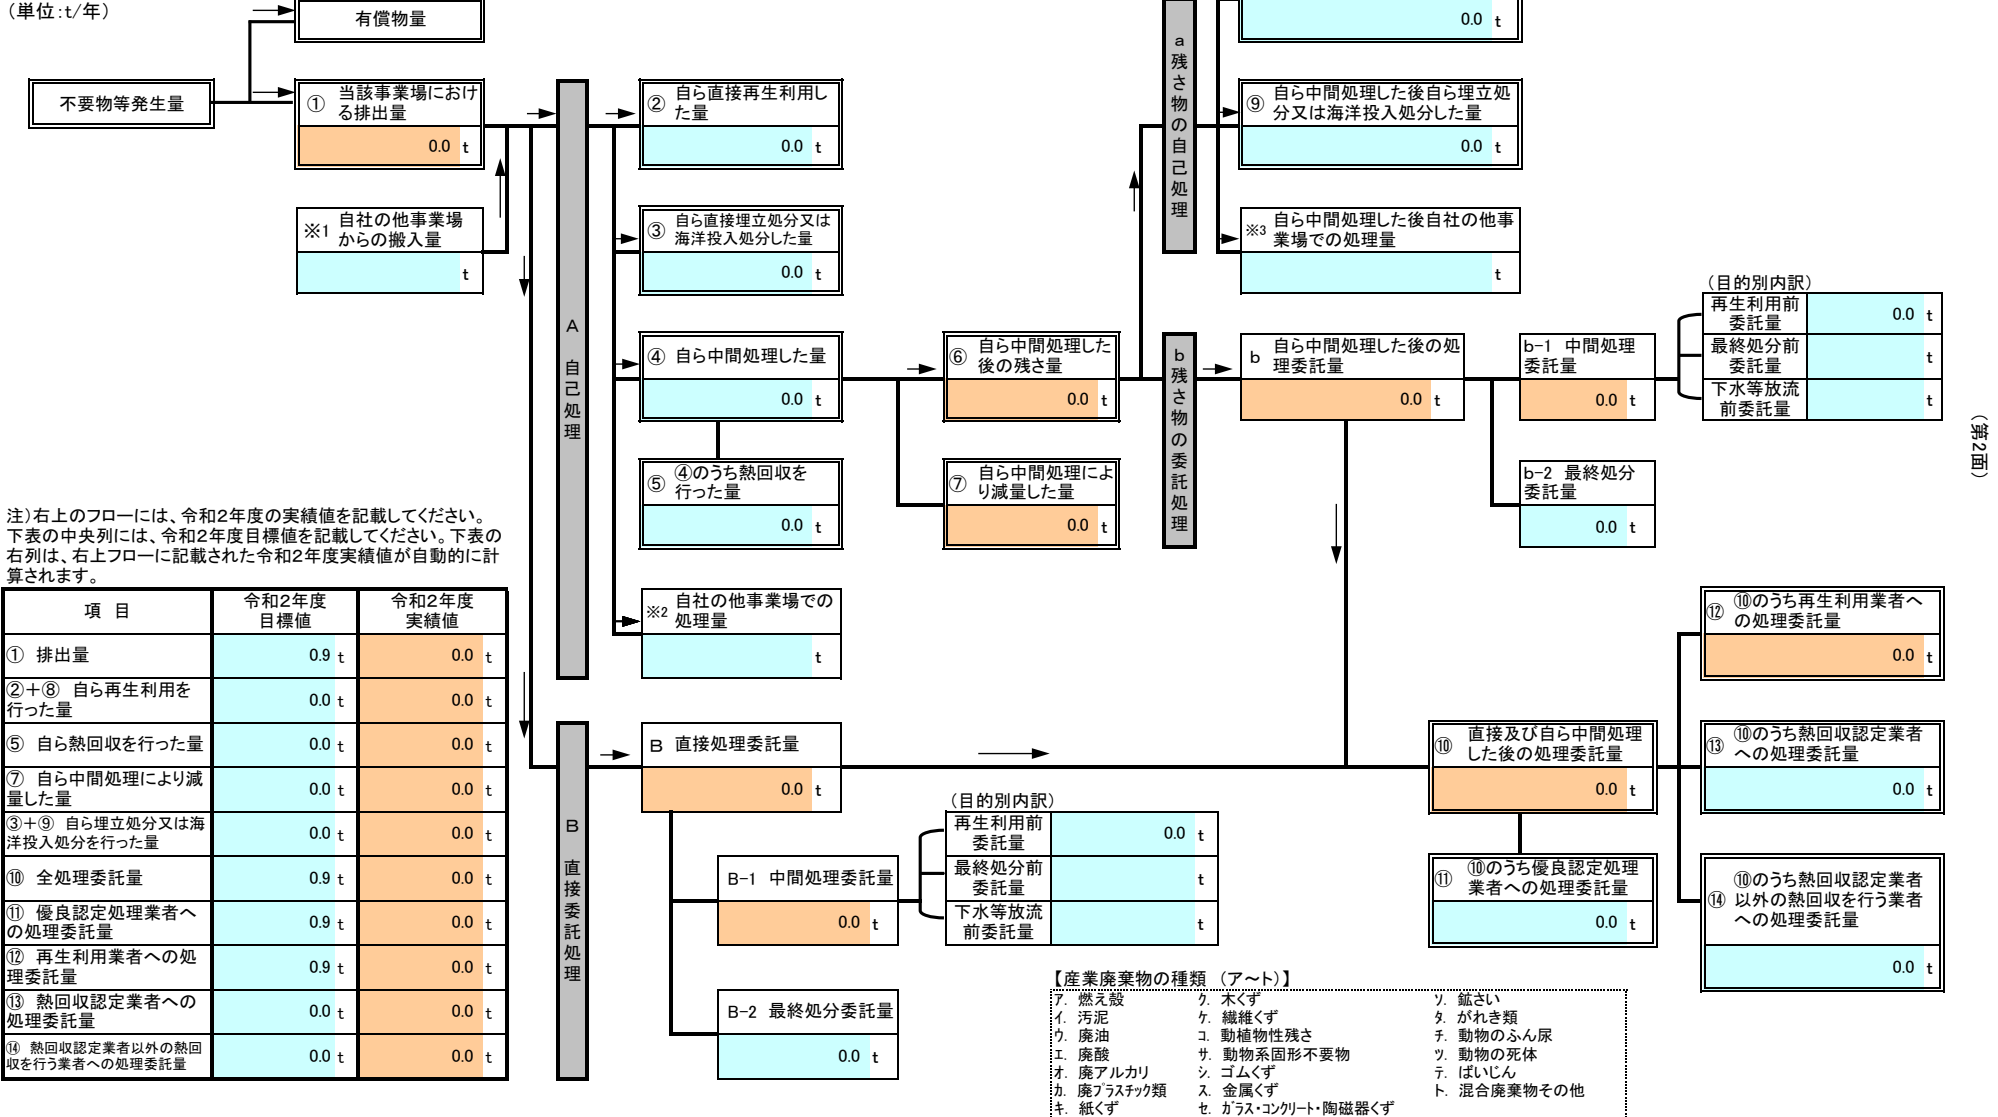 （単位:t/年）
有償物量
0.0 t
不要物等発生量
① 当該事業場におけ
る排出量
0.0 t
※1 自社の他事業場
からの搬入量
t
A 自己処理
② 自ら直接再生利用し
た量
0.0 t
③ 自ら直接埋立処分又は
海洋投入処分した量
0.0 t
④ 自ら中間処理した量
0.0 t
⑤ ④のうち熱回収を
行った量
0.0 t
※2 自社の他事業場での
処理量
t
⑥ 自ら中間処理した
後の残さ量
0.0 t
⑦ 自ら中間処理によ
り減量した量
0.0 t
a 残さ物の自己処理
⑨ 自ら中間処理した後自ら埋立処
分又は海洋投入処分した量
0.0 t
※3 自ら中間処理した後自社の他事
業場での処理量
t
b 残さ物の委託処理
b 自ら中間処理した後の処
理委託量
0.0 t
b-1 中間処理
委託量
0.0 t
（目的別内訳）
再生利用前
委託量
0.0 t
最終処分前
委託量
t
下水等放流
前委託量
t
b-2 最終処分
委託量
0.0 t
（第2面）
注）右上のフローには、令和2年度の実績値を記載してください。
下表の中央列には、令和2年度目標値を記載してください。下表の
右列は、右上フローに記載された令和2年度実績値が自動的に計
算されます。
項 目 令和2年度
目標値 令和2年度
実績値
① 排出量 0.9 t 0.0 t
②+⑧ 自ら再生利用を
行った量 0.0 t 0.0 t
⑤ 自ら熱回収を行った量 0.0 t 0.0 t
⑦ 自ら中間処理により減
量した量 0.0 t 0.0 t
③+⑨ 自ら埋立処分又は海
洋投入処分を行った量 0.0 t 0.0 t
⑩ 全処理委託量 0.9 t 0.0 t
⑪ 優良認定処理業者へ
の処理委託量 0.9 t 0.0 t
⑫ 再生利用業者への処
理委託量 0.9 t 0.0 t
⑬ 熱回収認定業者への
処理委託量 0.0 t 0.0 t
⑭ 熱回収認定業者以外の熱回
収を行う業者への処理委託量 0.0 t 0.0 t
B 直接委託処理
B 直接処理委託量
0.0 t
B-1 中間処理委託量
0.0 t
（目的別内訳）
再生利用前
委託量
0.0 t
最終処分前
委託量
t
下水等放流
前委託量
t
B-2 最終処分委託量
0.0 t
⑩ 直接及び自ら中間処理
した後の処理委託量
0.0 t
⑪ ⑩のうち優良認定処理
業者への処理委託量
0.0 t
⑫ ⑩のうち再生利用業者へ
の処理委託量
0.0 t
⑬ ⑩のうち熱回収認定業者
への処理委託量
0.0 t
⑭ ⑩のうち熱回収認定業者
以外の熱回収を行う業者
への処理委託量
0.0 t
【産業廃棄物の種類 （ア～ト）】
ア. 燃え殻 ク. 木くず ソ. 鉱さい
イ. 汚泥 ケ. 繊維くず タ. がれき類
ウ. 廃油 コ. 動植物性残さ チ. 動物のふん尿
エ. 廃酸 サ. 動物系固形不要物 ツ. 動物の死体
オ. 廃アルカリ シ. ゴムくず テ. ばいじん
カ. 廃プラスチック類 ス. 金属くず ト. 混合廃棄物その他
キ. 紙くず セ. ガラス・コンクリート・陶磁器くず